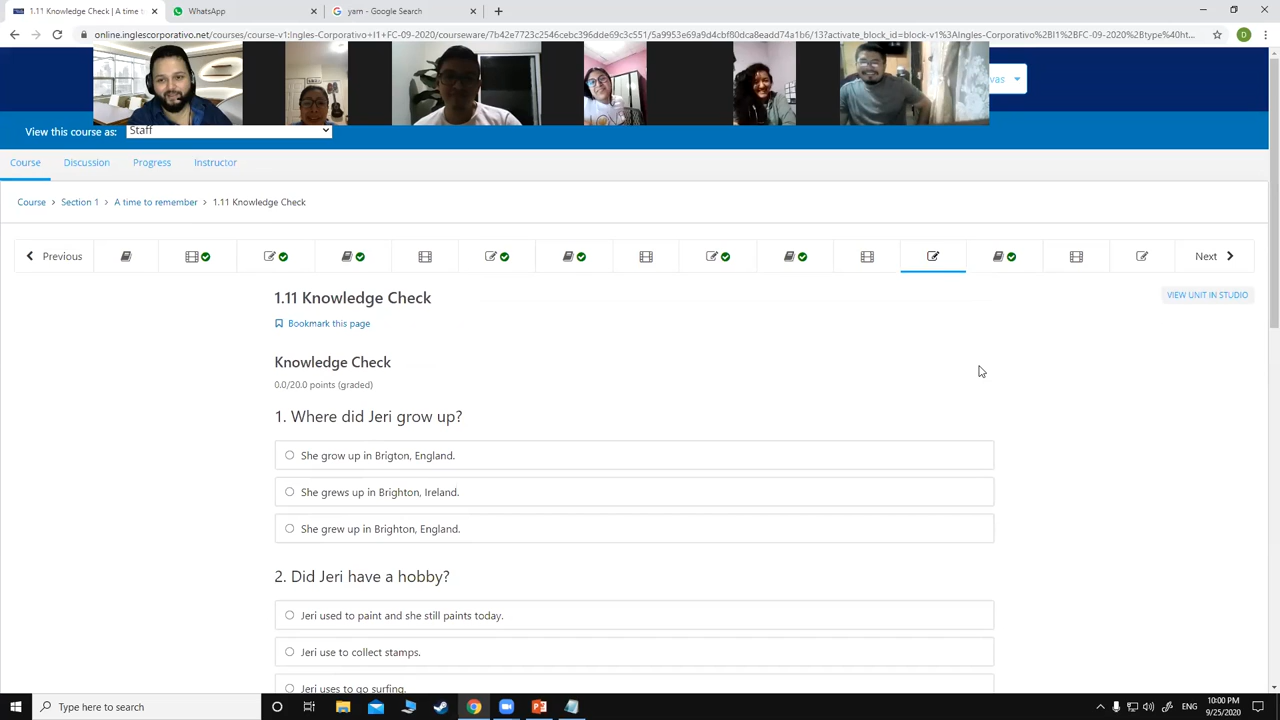 1.11 Knowledge Check | A time t
WhatsApp
yarn - Google Search
online.inglescorporativo.net/courses/course-v1:Ingles-Corporativo+I1+FC-09-2020/courseware/7b42e7723c2546cebc396dde69c3c551/5a9953e69a9d4cbf80dca8eadd74a1b6/13?activate_block_id=block-v1%3AIngles-Corporativo%2BI1%2BFC-09-2020%2Btype%40ht...
D
vas
View this course as:
Staff
Course
Discussion
Progress
Instructor
Course > Section 1 > A time to remember > 1.11 Knowledge Check
Previous
Next
1.11 Knowledge Check
VIEW UNIT IN STUDIO
Bookmark this page
Knowledge Check
0.0/20.0 points (graded)
1. Where did Jeri grow up?
She grow up in Brigton, England.
She grews up in Brighton, Ireland.
She grew up in Brighton, England.
2. Did Jeri have a hobby?
Jeri used to paint and she still paints today.
Jeri use to collect stamps.
Jeri uses to go surfing.
Type here to search
ENG
10:00 PM
9/25/2020